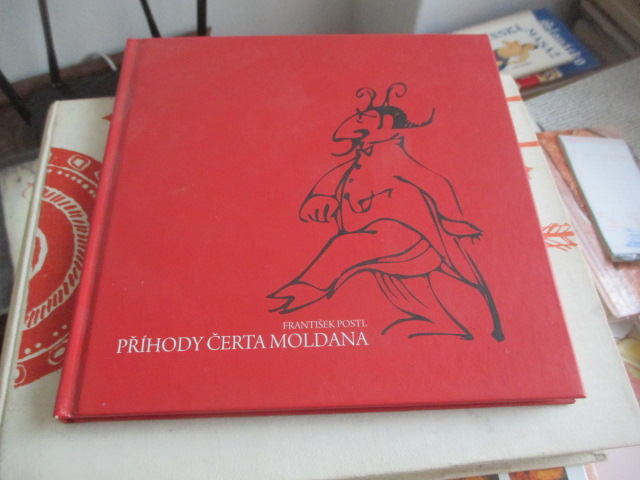 FRANTIŠEK POSTL
PŘÍHODY ČERTA MOLDANA